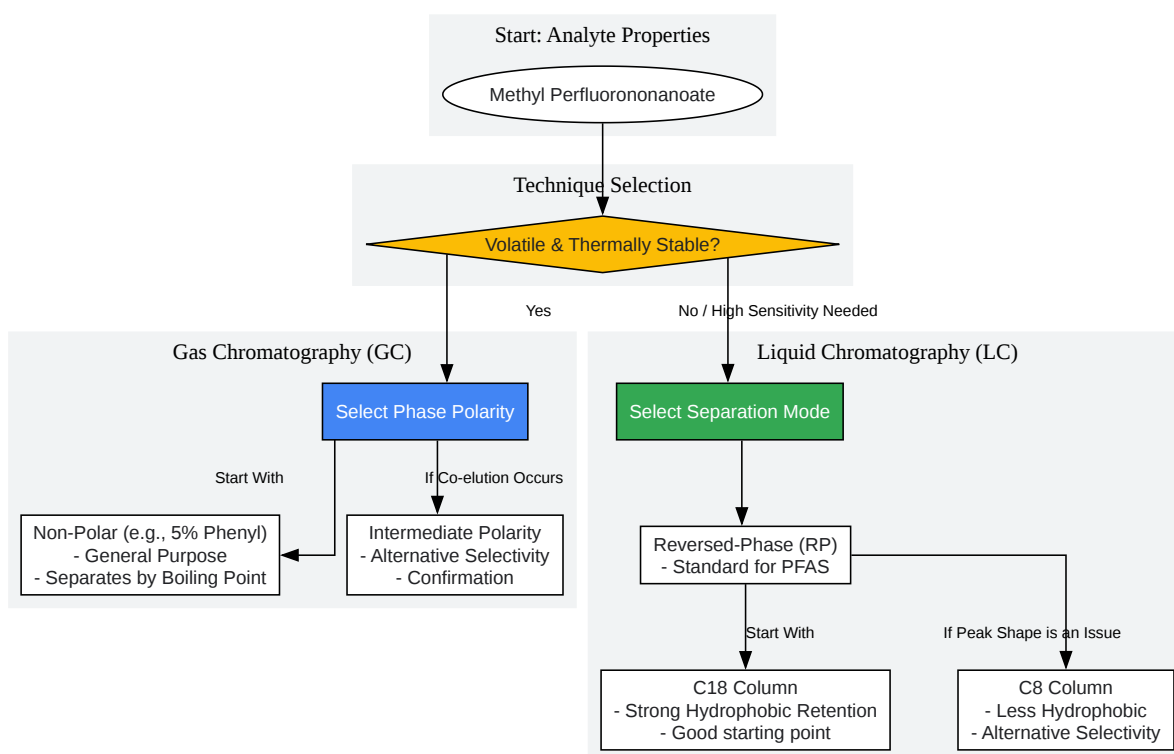 Start: Analyte Properties
Methyl Perfluorononanoate
Technique Selection
Volatile & Thermally Stable?
Yes
No / High Sensitivity Needed
Gas Chromatography (GC)
Liquid Chromatography (LC)
Select Phase Polarity
Select Separation Mode
Start With
If Co-elution Occurs
Non-Polar (e.g., 5% Phenyl)
- General Purpose
- Separates by Boiling Point
Intermediate Polarity
- Alternative Selectivity
- Confirmation
Reversed-Phase (RP)
- Standard for PFAS
Start With
If Peak Shape is an Issue
C18 Column
- Strong Hydrophobic Retention
- Good starting point
C8 Column
- Less Hydrophobic
- Alternative Selectivity